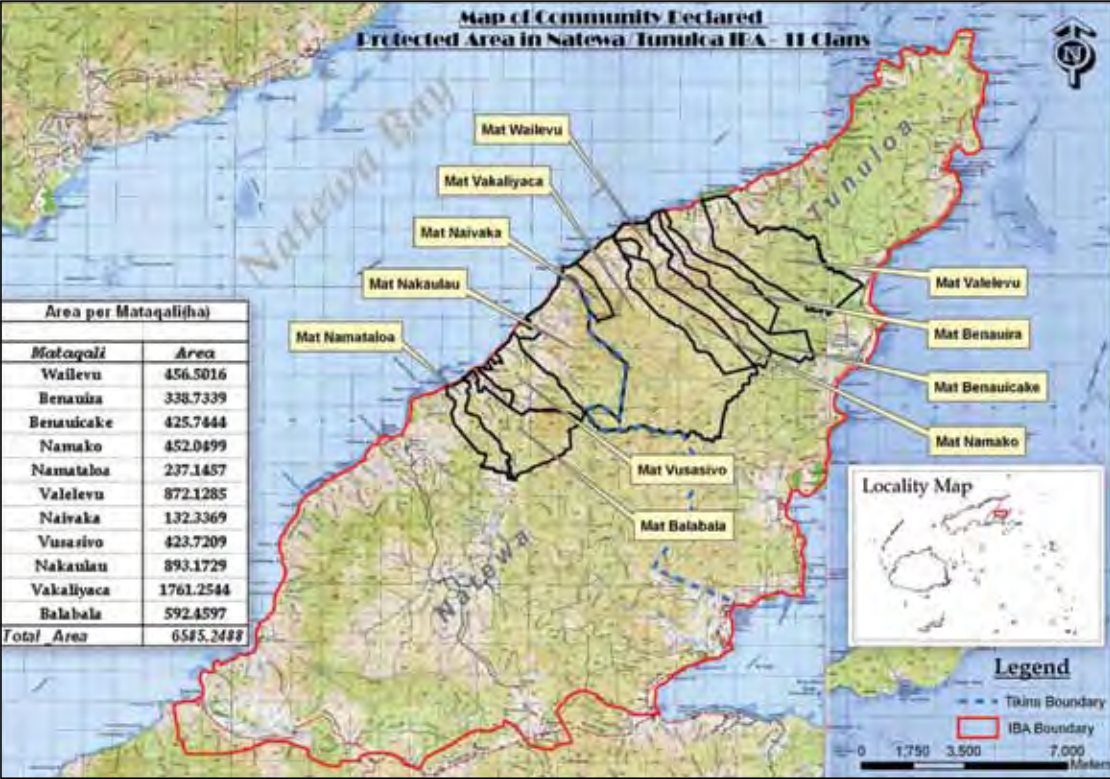 Map of Community Declared
Protected Area in Natewa/Tunuloa IBA - 11 Clans
N
Natewa Bay
Tunuloa
Natewa
Mat Wailevu
Mat Vakaliyaca
Mat Naivaka
Mat Nakaulau
Mat Namataloa
Mat Valelevu
Mat Benauira
Mat Benauicake
Mat Namako
Mat Vusasivo
Mat Balabala
Area per Mataqali(ha)
Mataqali Area
Wailevu 456.5016
Benauira 338.7339
Benauicake 425.7444
Namako 452.0499
Namataloa 237.1457
Valelevu 872.1285
Naivaka 132.3369
Vusasivo 423.7209
Nakaulau 893.1729
Vakaliyaca 1761.2544
Balabala 592.4597
Total_Area 6585.2488
Locality Map
Legend
Tikina Boundary
IBA Boundary
0 1,750 3,500 7,000
Meters